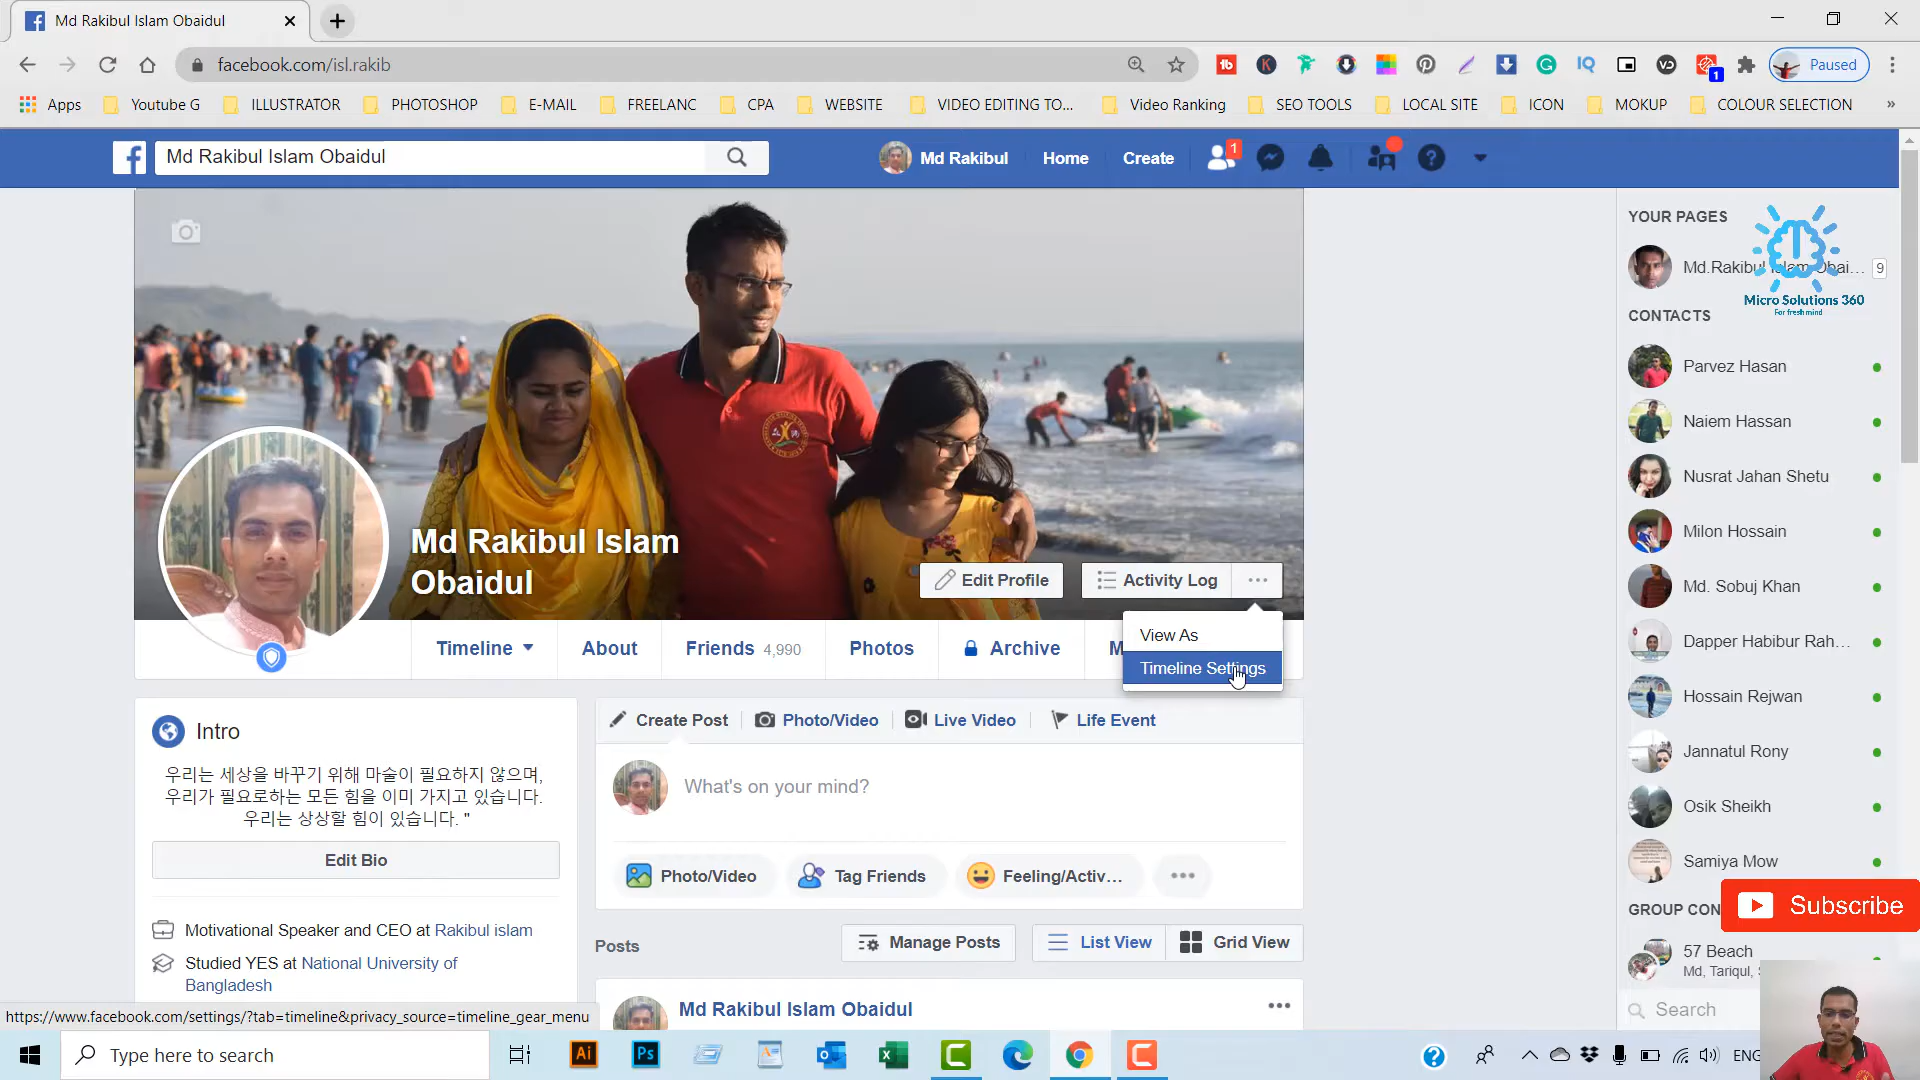 Md Rakibul Islam Obaidul
facebook.com/isl.rakib
Paused
Apps Youtube G ILLUSTRATOR PHOTOSHOP E-MAIL FREELANC CPA WEBSITE VIDEO EDITING TO... Video Ranking SEO TOOLS LOCAL SITE ICON MOKUP COLOUR SELECTION »
Md Rakibul Islam Obaidul
Md Rakibul Home Create 1
YOUR PAGES
Md.Rakibul Islam Obai... 9
Micro Solutions 360
For fresh mind
CONTACTS
Parvez Hasan
Naiem Hassan
Nusrat Jahan Shetu
Milon Hossain
Md. Sobuj Khan
Dapper Habibur Rah...
Hossain Rejwan
Jannatul Rony
Osik Sheikh
Samiya Mow
GROUP CON
57 Beach
Md, Tariqul,
Search
Subscribe
Md Rakibul Islam
Obaidul
Edit Profile
Activity Log
View As
Timeline Settings
Timeline About Friends 4,990 Photos Archive M
Intro
우리는 세상을 바꾸기 위해 마술이 필요하지 않으며,
우리가 필요로하는 모든 힘을 이미 가지고 있습니다.
우리는 상상할 힘이 있습니다. "
Edit Bio
Motivational Speaker and CEO at Rakibul islam
Studied YES at National University of
Bangladesh
Create Post Photo/Video Live Video Life Event
What's on your mind?
Photo/Video Tag Friends Feeling/Activ...
Posts Manage Posts List View Grid View
Md Rakibul Islam Obaidul
https://www.facebook.com/settings/?tab=timeline&privacy_source=timeline_gear_menu
Type here to search
Ai Ps
ENG